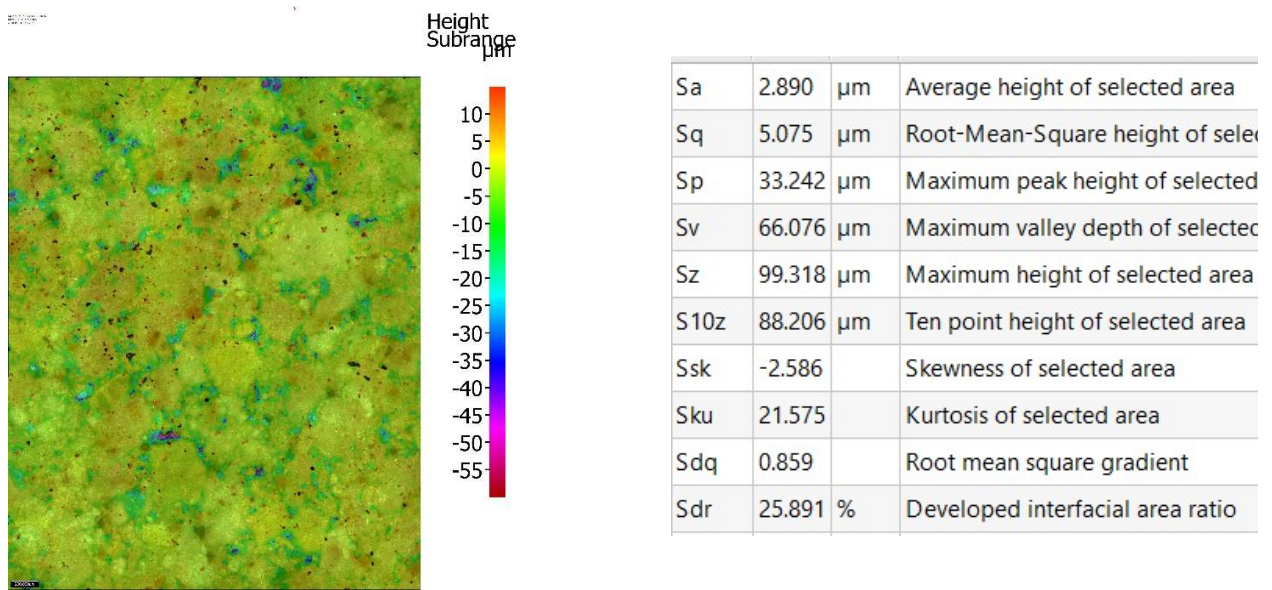 Height
Subrange
µm
10
5
0
-5
-10
-15
-20
-25
-30
-35
-40
-45
-50
-55
Sa 2.890 µm Average height of selected area
Sq 5.075 µm Root-Mean-Square height of selec
Sp 33.242 µm Maximum peak height of selected
Sv 66.076 µm Maximum valley depth of selected
Sz 99.318 µm Maximum height of selected area
S10z 88.206 µm Ten point height of selected area
Ssk -2.586 Skewness of selected area
Sku 21.575 Kurtosis of selected area
Sdq 0.859 Root mean square gradient
Sdr 25.891 % Developed interfacial area ratio